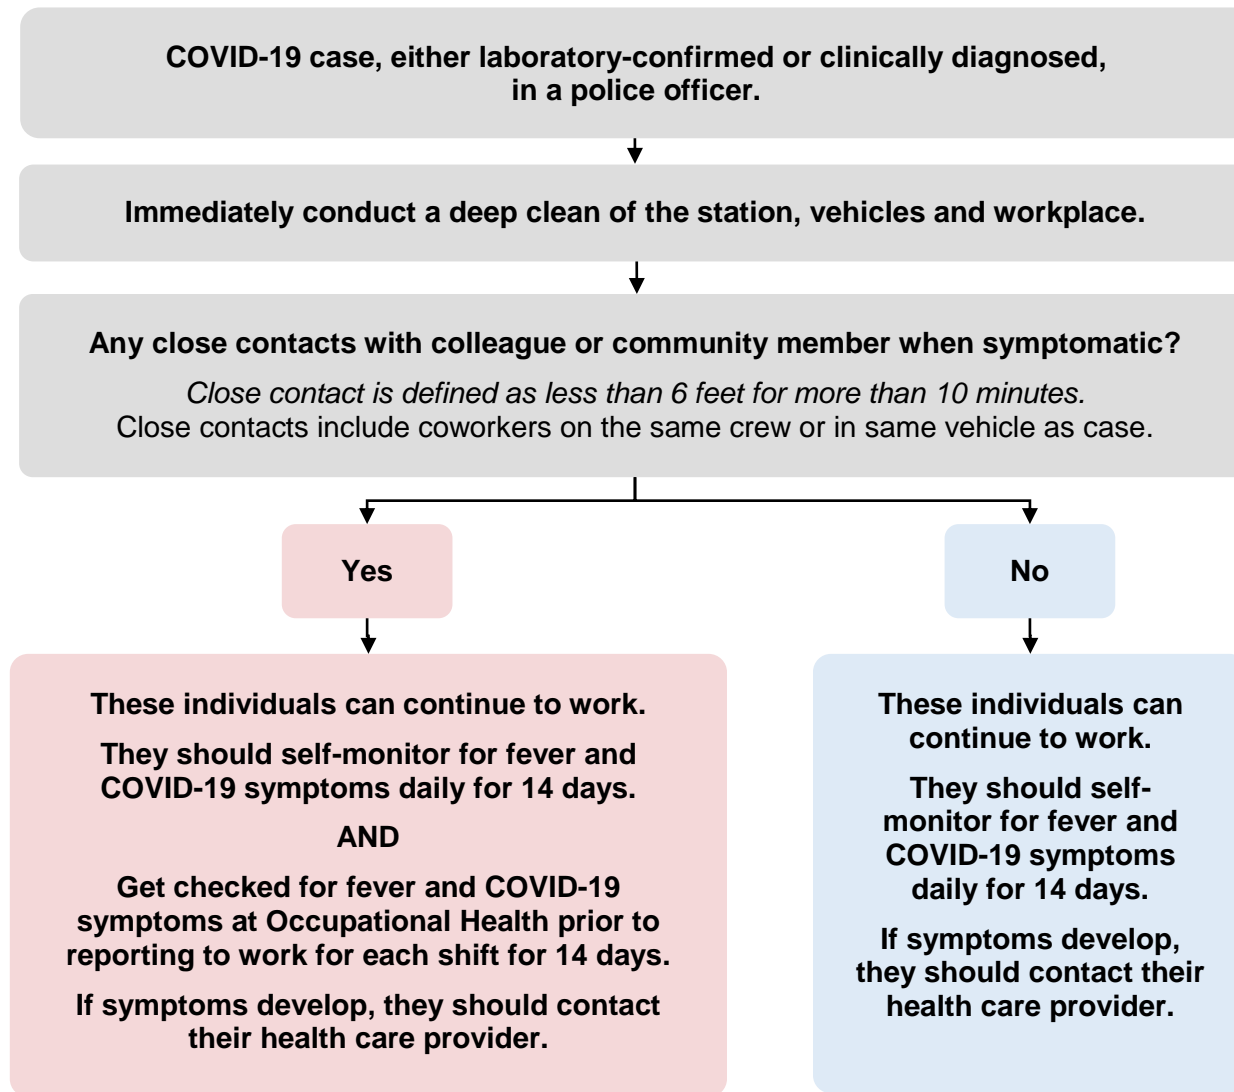 COVID-19 case, either laboratory-confirmed or clinically diagnosed,
in a police officer.
Immediately conduct a deep clean of the station, vehicles and workplace.
Any close contacts with colleague or community member when symptomatic?
Close contact is defined as less than 6 feet for more than 10 minutes.
Close contacts include coworkers on the same crew or in same vehicle as case.
Yes
No
These individuals can continue to work.
They should self-monitor for fever and
COVID-19 symptoms daily for 14 days.
AND
Get checked for fever and COVID-19
symptoms at Occupational Health prior to
reporting to work for each shift for 14 days.
If symptoms develop, they should contact
their health care provider.
These individuals can
continue to work.
They should self-
monitor for fever and
COVID-19 symptoms
daily for 14 days.
If symptoms develop,
they should contact their
health care provider.